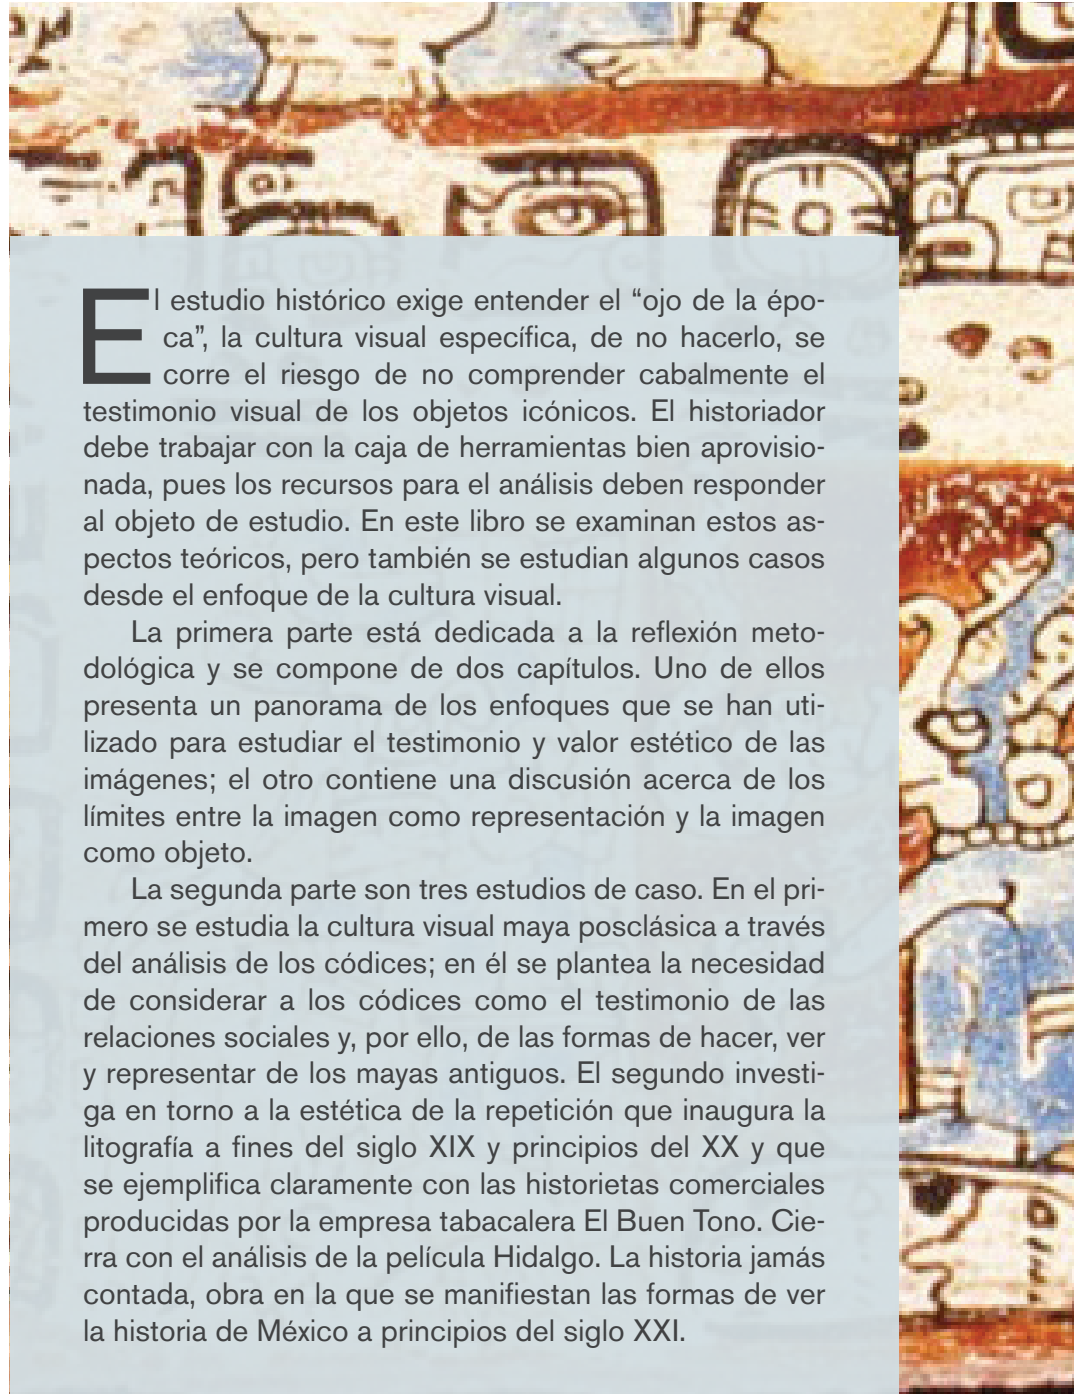 El estudio histórico exige entender el “ojo de la épo-
ca”, la cultura visual específica, de no hacerlo, se
corre el riesgo de no comprender cabalmente el
testimonio visual de los objetos icónicos. El historiador
debe trabajar con la caja de herramientas bien aprovisio-
nada, pues los recursos para el análisis deben responder
al objeto de estudio. En este libro se examinan estos as-
pectos teóricos, pero también se estudian algunos casos
desde el enfoque de la cultura visual.
La primera parte está dedicada a la reflexión meto-
dológica y se compone de dos capítulos. Uno de ellos
presenta un panorama de los enfoques que se han uti-
lizado para estudiar el testimonio y valor estético de las
imágenes; el otro contiene una discusión acerca de los
límites entre la imagen como representación y la imagen
como objeto.
La segunda parte son tres estudios de caso. En el pri-
mero se estudia la cultura visual maya posclásica a través
del análisis de los códices; en él se plantea la necesidad
de considerar a los códices como el testimonio de las
relaciones sociales y, por ello, de las formas de hacer, ver
y representar de los mayas antiguos. El segundo investi-
ga en torno a la estética de la repetición que inaugura la
litografía a fines del siglo XIX y principios del XX y que
se ejemplifica claramente con las historietas comerciales
producidas por la empresa tabacalera El Buen Tono. Cie-
rra con el análisis de la película Hidalgo. La historia jamás
contada, obra en la que se manifiestan las formas de ver
la historia de México a principios del siglo XXI.